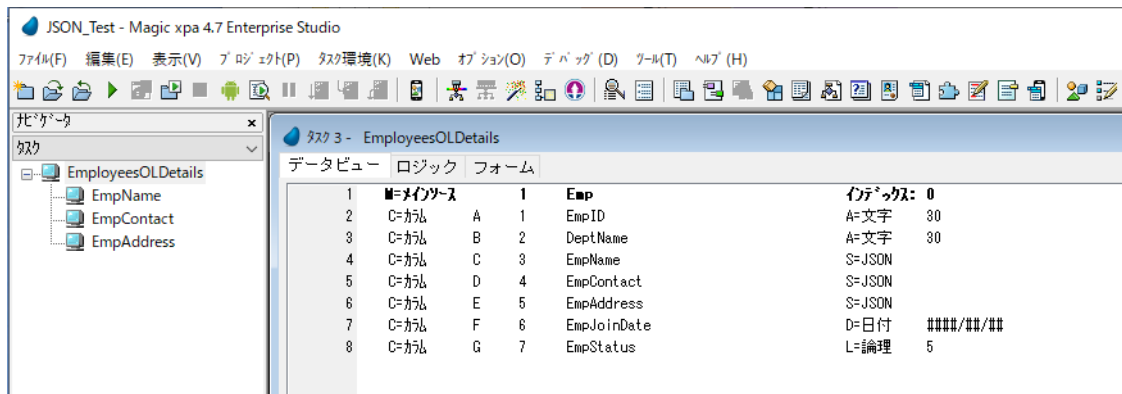 JSON_Test - Magic xpa 4.7 Enterprise Studio
ファイル(F) 編集(E) 表示(V) プロジェクト(P) タスク環境(K) Web オプション(O) デバッグ(D) ツール(T) ヘルプ(H)
ナビゲータ
タスク
EmployeesOLDetails
EmpName
EmpContact
EmpAddress
タスク 3 - EmployeesOLDetails
データビュー ロジック フォーム
1 M=メインソース 1 Emp インデックス: 0
2 C=カラム A 1 EmpID A=文字 30
3 C=カラム B 2 DeptName A=文字 30
4 C=カラム C 3 EmpName S=JSON
5 C=カラム D 4 EmpContact S=JSON
6 C=カラム E 5 EmpAddress S=JSON
7 C=カラム F 6 EmpJoinDate D=日付 ####/##/##
8 C=カラム G 7 EmpStatus L=論理 5